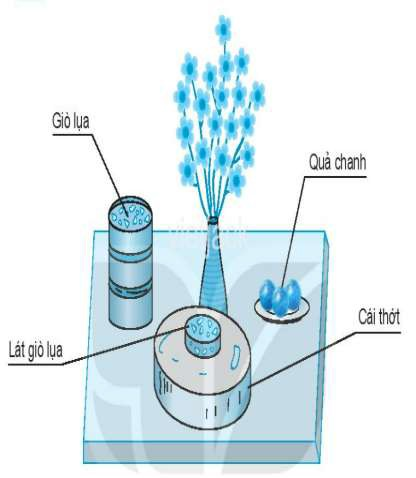 Giò lụa
Quả chanh
Cái thớt
Lát giò lụa